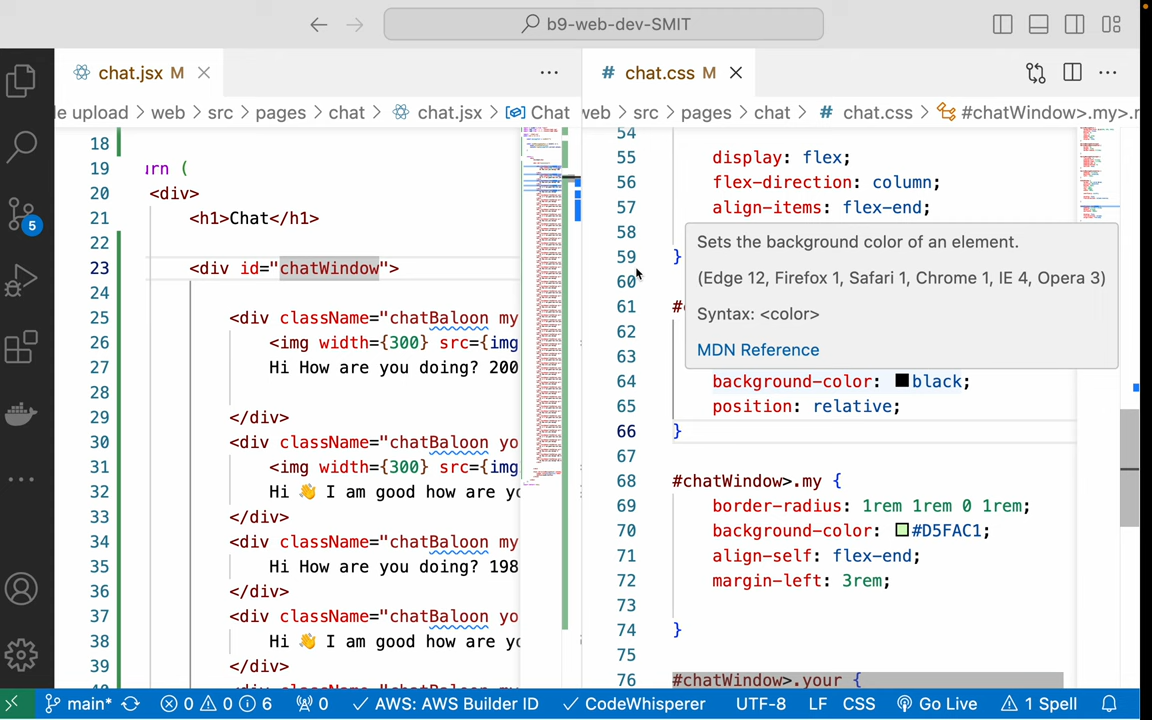 b9-web-dev-SMIT
chat.jsx M
le upload > web > src > pages > chat > chat.jsx > Chat
18
19 urn (
20 <div>
21 <h1>Chat</h1>
22
23 <div id="chatWindow">
24
25 <div className="chatBaloon my
26 <img width={300} src={img
27 Hi How are you doing? 200
28
29 </div>
30 <div className="chatBaloon yo
31 <img width={300} src={img
32 Hi 👋 I am good how are yo
33 </div>
34 <div className="chatBaloon my
35 Hi How are you doing? 198
36 </div>
37 <div className="chatBaloon yo
38 Hi 👋 I am good how are yo
39 </div>
# chat.css M
web > src > pages > chat > # chat.css > #chatWindow>.my>.r
54
55 display: flex;
56 flex-direction: column;
57 align-items: flex-end;
58
59 }
60
61 #
62
63
64 background-color: black;
65 position: relative;
66 }
67
68 #chatWindow>.my {
69 border-radius: 1rem 1rem 0 1rem;
70 background-color: #D5FAC1;
71 align-self: flex-end;
72 margin-left: 3rem;
73
74 }
75
76 #chatWindow>.your {
Sets the background color of an element.
(Edge 12, Firefox 1, Safari 1, Chrome 1, IE 4, Opera 3)
Syntax: <color>
MDN Reference
5
main* 0 0 6 0 AWS: AWS Builder ID CodeWhisperer UTF-8 LF CSS Go Live 1 Spell